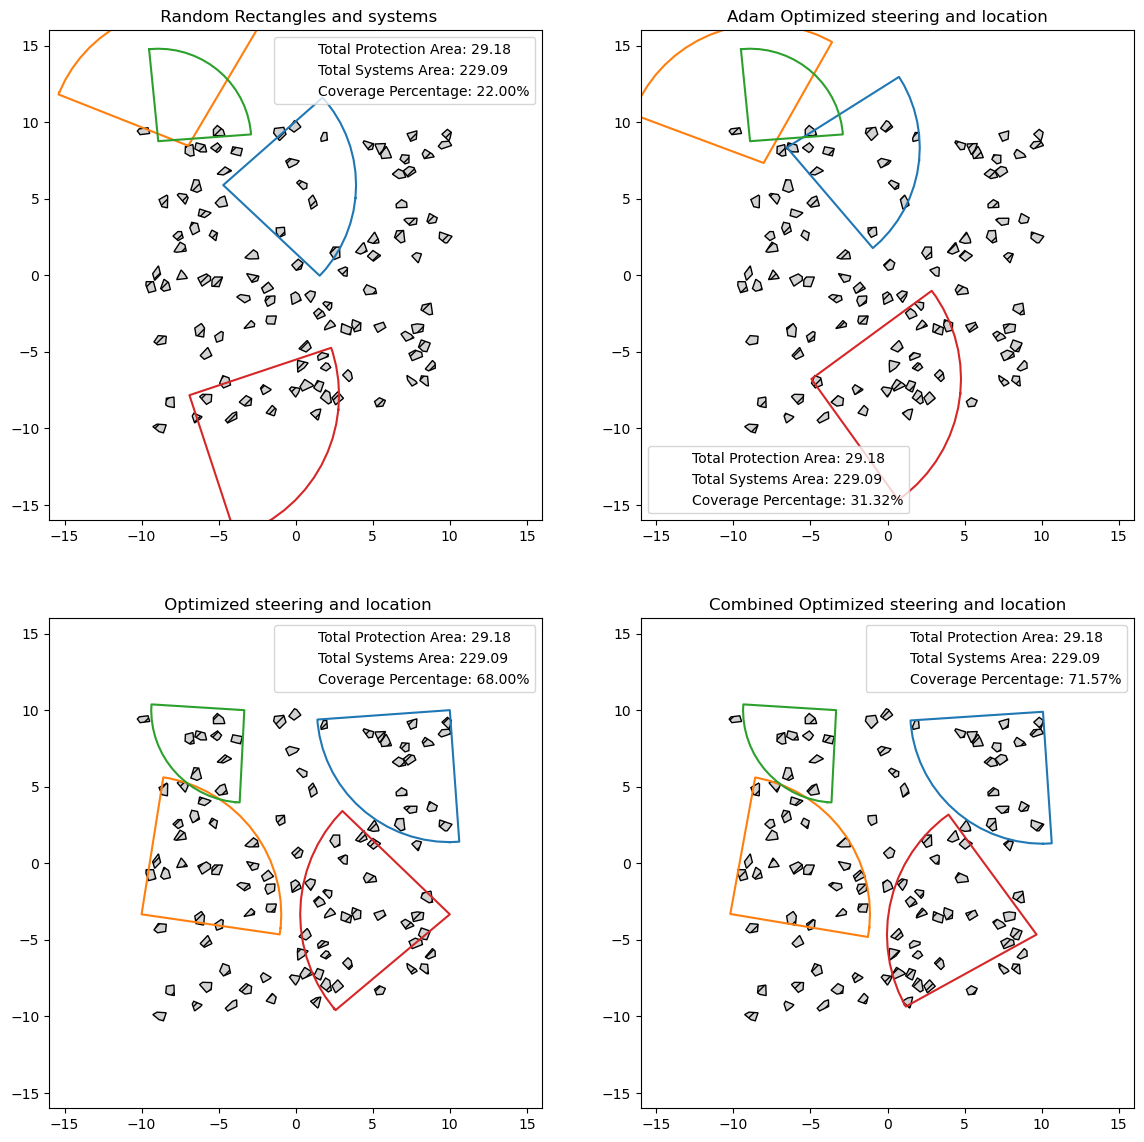 Random Rectangles and systems
Total Protection Area: 29.18
Total Systems Area: 229.09
Coverage Percentage: 22.00%
15
10
5
0
−5
−10
−15
−15 −10 −5 0 5 10 15
Adam Optimized steering and location
15
10
5
0
−5
−10
−15
Total Protection Area: 29.18
Total Systems Area: 229.09
Coverage Percentage: 31.32%
−15 −10 −5 0 5 10 15
Optimized steering and location
Total Protection Area: 29.18
Total Systems Area: 229.09
Coverage Percentage: 68.00%
15
10
5
0
−5
−10
−15
−15 −10 −5 0 5 10 15
Combined Optimized steering and location
Total Protection Area: 29.18
Total Systems Area: 229.09
Coverage Percentage: 71.57%
15
10
5
0
−5
−10
−15
−15 −10 −5 0 5 10 15